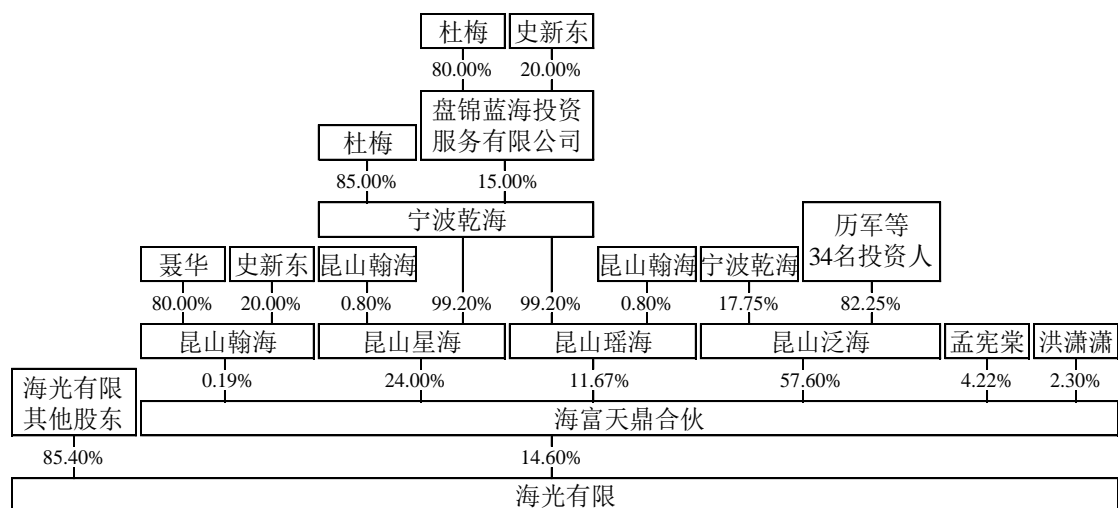 杜梅 史新东
80.00% 20.00%
盘锦蓝海投资
服务有限公司
杜梅
85.00% 15.00%
宁波乾海
历军等
34名投资人
聂华 史新东 昆山翰海 昆山翰海 宁波乾海
80.00% 20.00% 0.80% 99.20% 99.20% 0.80% 17.75% 82.25%
昆山翰海 昆山星海 昆山瑶海 昆山泛海 孟宪棠 洪潇潇
海光有限
其他股东
0.19% 24.00% 11.67% 57.60% 4.22% 2.30%
海富天鼎合伙
85.40% 14.60%
海光有限